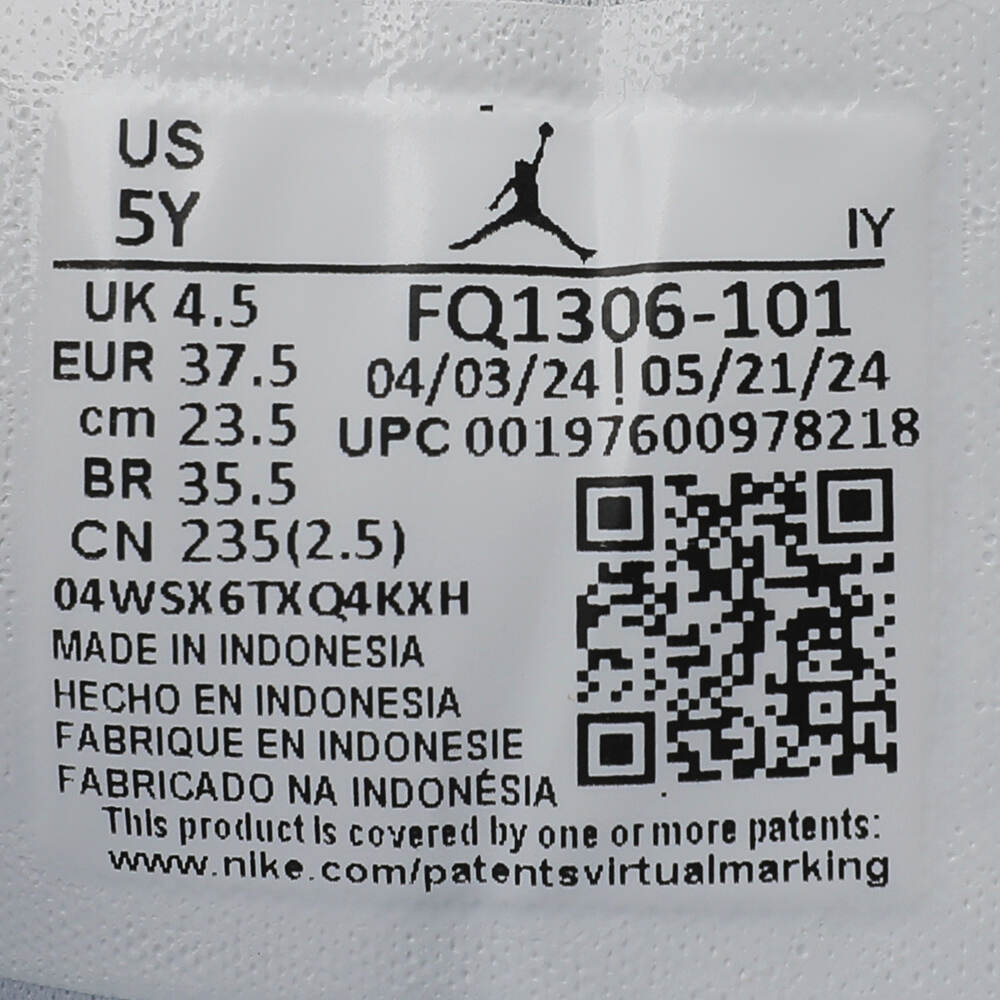 US
5Y
IY
UK 4.5
EUR 37.5
cm 23.5
BR 35.5
CN 235(2.5)
FQ1306-101
04/03/24 ! 05/21/24
UPC 00197600978218
04WSX6TXQ4KXH
MADE IN INDONESIA
HECHO EN INDONESIA
FABRIQUE EN INDONESIE
FABRICADO NA INDONÉSIA
This product is covered by one or more patents:
www.nike.com/patentsvirtualmarking